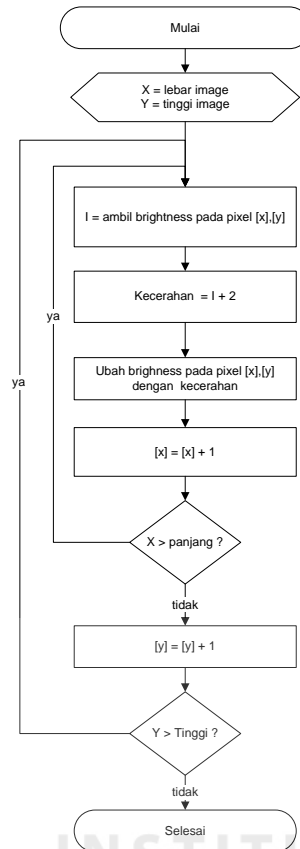 Mulai
X = lebar image
Y = tinggi image
I = ambil brightness pada pixel [x],[y]
Kecerahan = I + 2
Ubah brighness pada pixel [x],[y]
dengan kecerahan
[x] = [x] + 1
ya
ya
X > panjang ?
tidak
[y] = [y] + 1
Y > Tinggi ?
tidak
Selesai
INSTIT